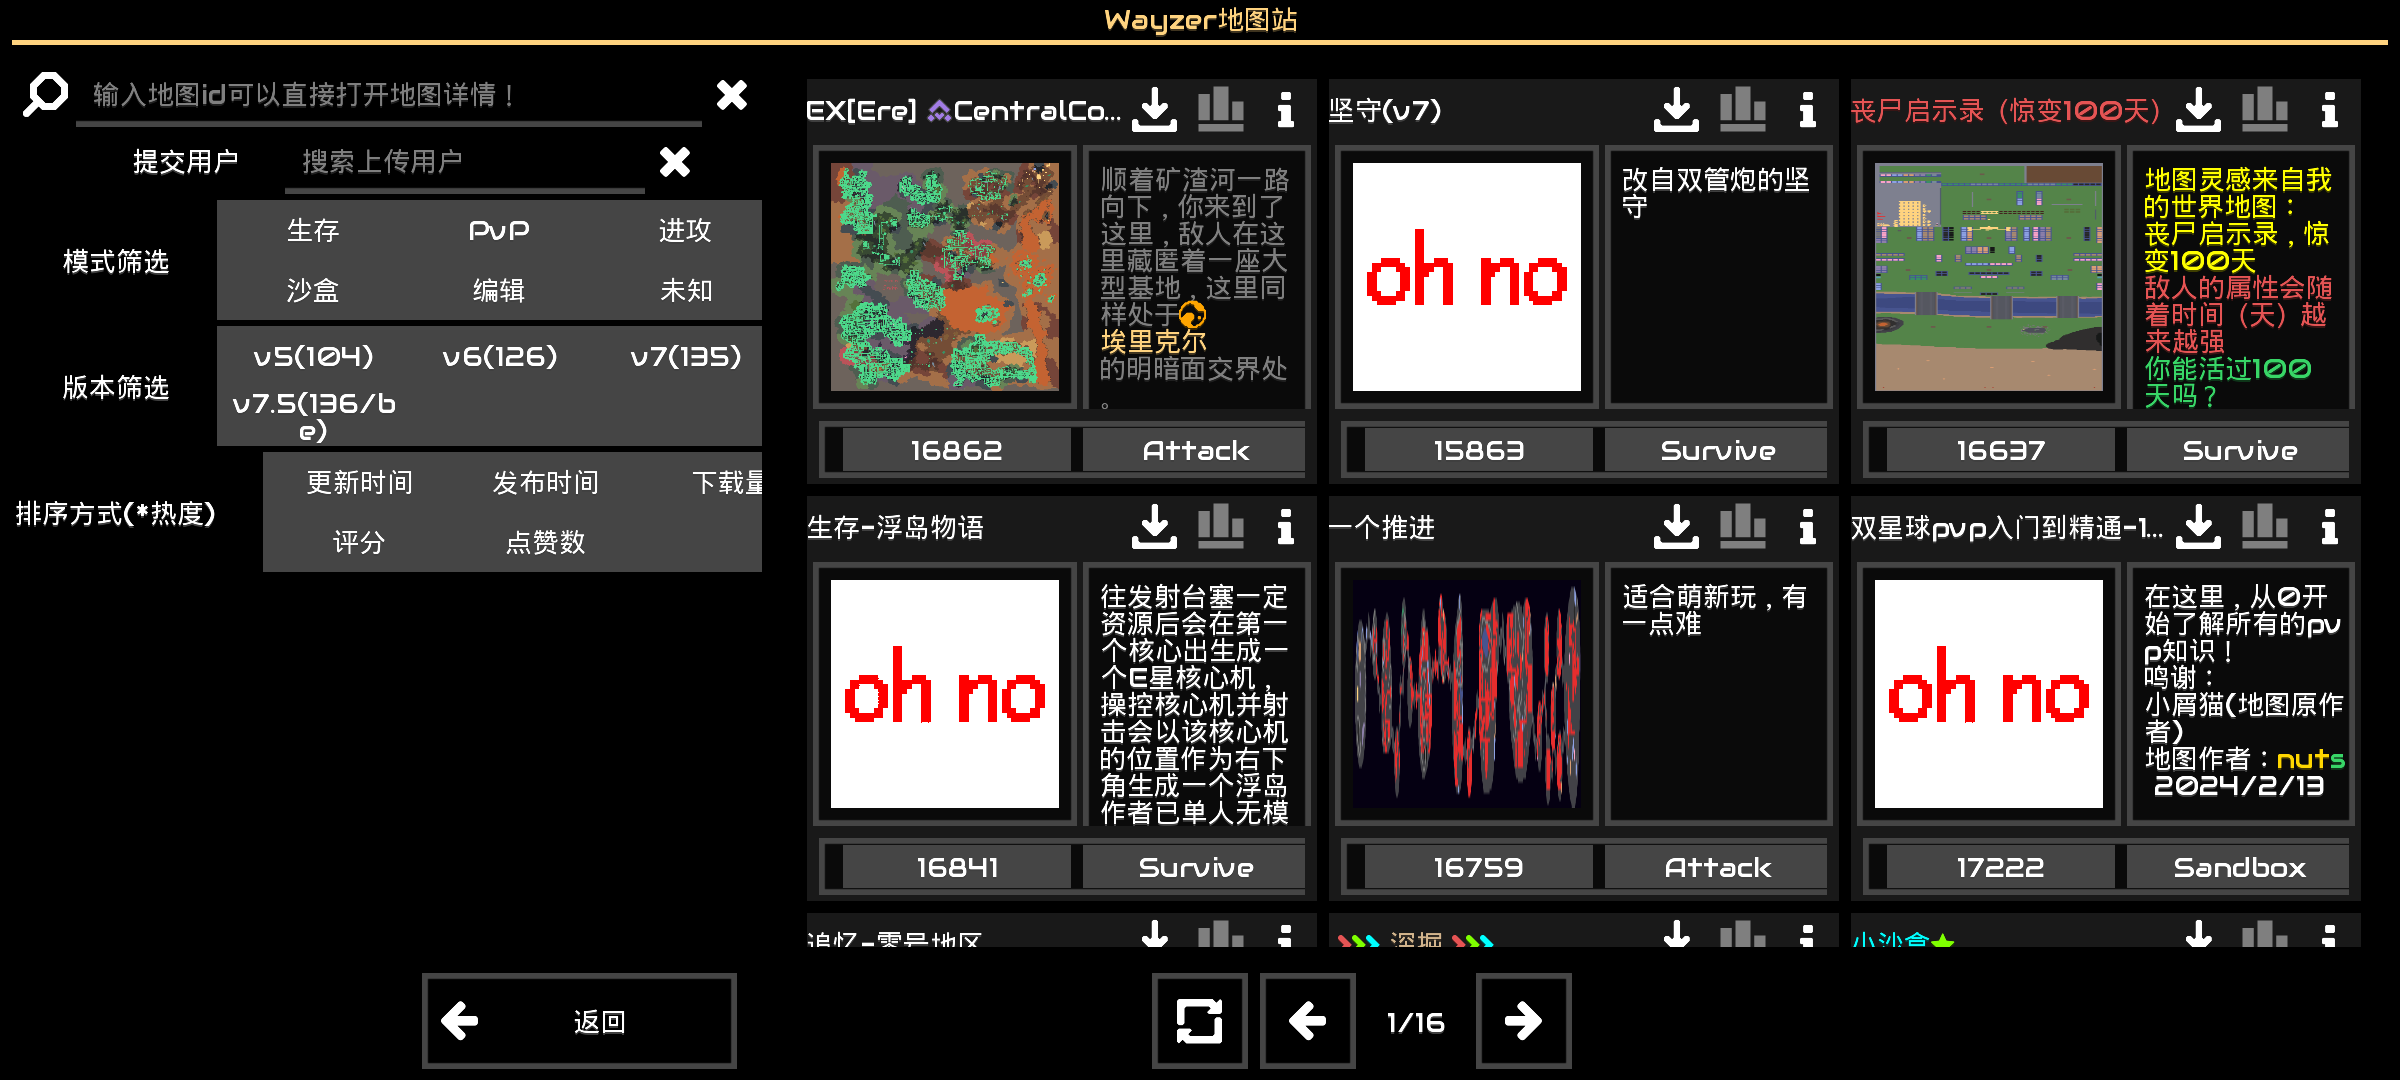 Wayzer地图站
输入地图id可以直接打开地图详情！
提交用户
搜索上传用户
模式筛选
生存
PvP
进攻
沙盒
编辑
未知
版本筛选
v5(104)
v6(126)
v7(135)
v7.5(136/b
e)
排序方式(*热度)
更新时间
发布时间
下载量
评分
点赞数
返回
EX[Ere] CentralCo...
顺着矿渣河一路
向下，你来到了
这里，敌人在这
里藏匿着一座大
型基地，这里同
样处于
埃里克尔
的明暗面交界处
。
16862
Attack
坚守(v7)
oh no
改自双管炮的坚
守
15863
Survive
丧尸启示录（惊变100天）
地图灵感来自我
的世界地图：
丧尸启示录，惊
变100天
敌人的属性会随
着时间（天）越
来越强
你能活过100
天吗？
16637
Survive
生存-浮岛物语
oh no
往发射台塞一定
资源后会在第一
个核心出生成一
个E星核心机，
操控核心机并射
击会以该核心机
的位置作为右下
角生成一个浮岛
作者已单人无模
16841
Survive
一个推进
适合萌新玩，有
一点难
16759
Attack
双星球pvp入门到精通-1...
oh no
在这里，从0开
始了解所有的pv
p知识！
鸣谢：
小屑猫(地图原作
者)
地图作者：nuts
2024/2/13
17222
Sandbox
追忆-零号地区
深掘
小沙盒
1/16